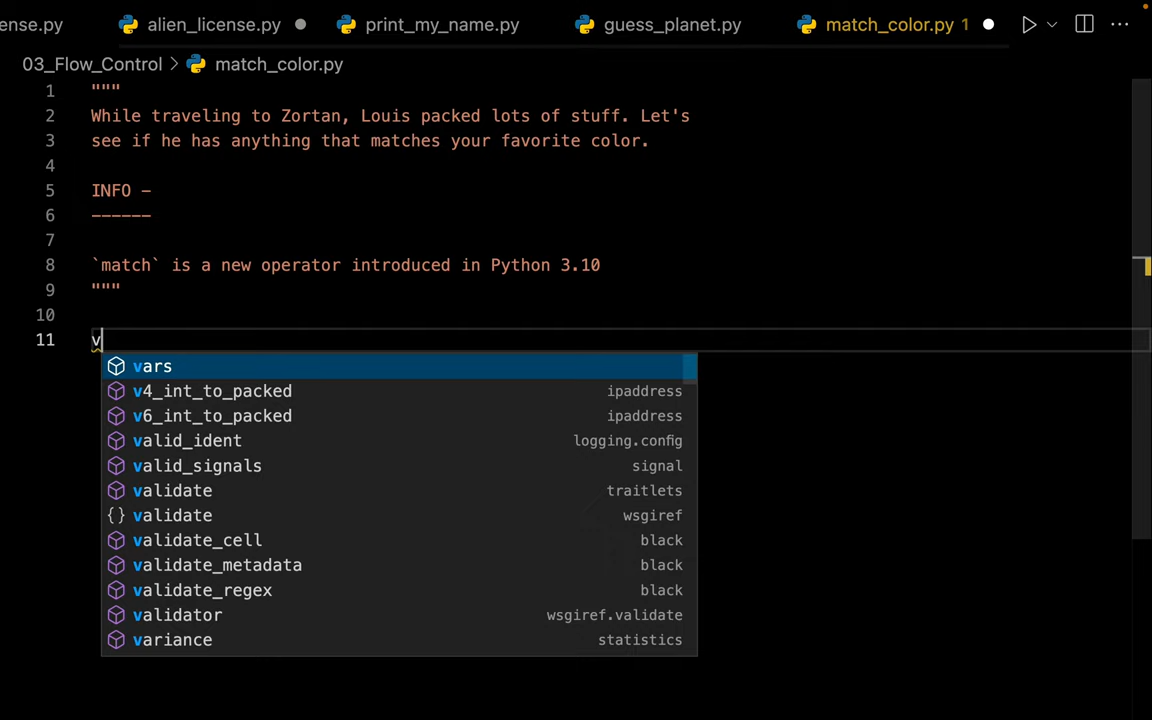 ense.py alien_license.py print_my_name.py guess_planet.py match_color.py 1
03_Flow_Control > match_color.py
1 """
2 While traveling to Zortan, Louis packed lots of stuff. Let's
3 see if he has anything that matches your favorite color.
4
5 INFO -
6 ------
7
8 `match` is a new operator introduced in Python 3.10
9 """
10
11 v
vars
v4_int_to_packed ipaddress
v6_int_to_packed ipaddress
valid_ident logging.config
valid_signals signal
validate traitlets
{} validate wsgiref
validate_cell black
validate_metadata black
validate_regex black
validator wsgiref.validate
variance statistics